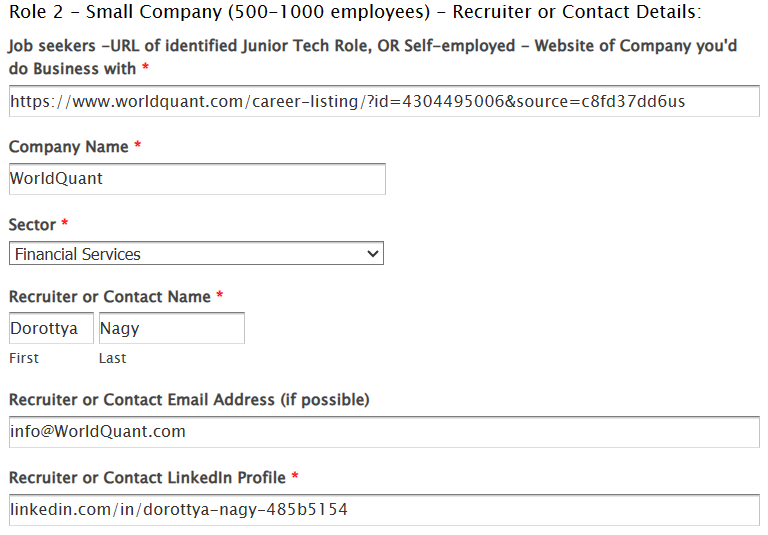 Role 2 - Small Company (500-1000 employees) - Recruiter or Contact Details:
Job seekers -URL of identified Junior Tech Role, OR Self-employed - Website of Company you'd
do Business with *
https://www.worldquant.com/career-listing/?id=4304495006&source=c8fd37dd6us
Company Name *
WorldQuant
Sector *
Financial Services
Recruiter or Contact Name *
Dorottya Nagy
First Last
Recruiter or Contact Email Address (if possible)
info@WorldQuant.com
Recruiter or Contact LinkedIn Profile *
linkedin.com/in/dorottya-nagy-485b5154